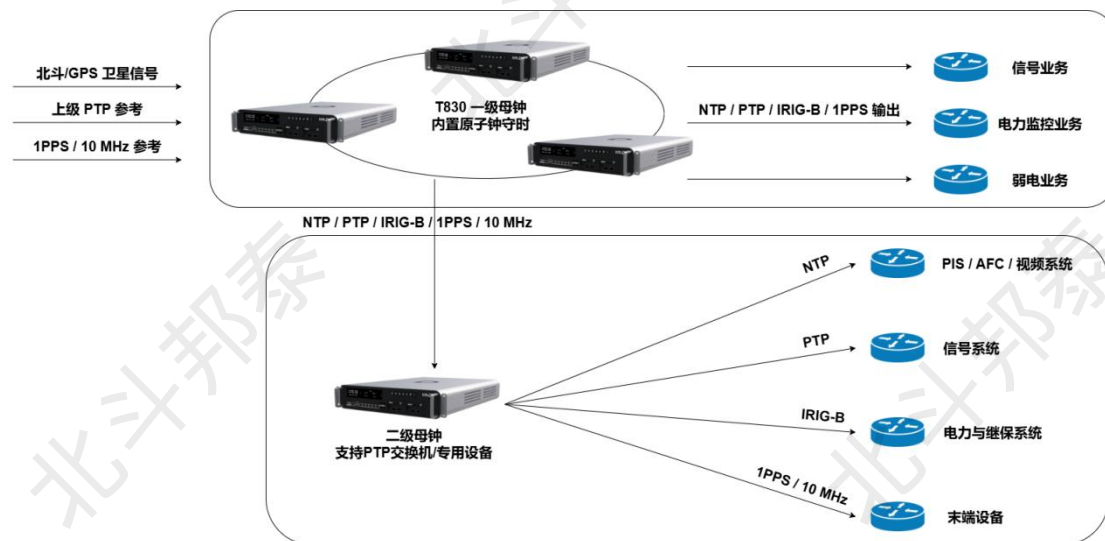 北斗/GPS 卫星信号
上级 PTP 参考
1PPS / 10 MHz 参考
T830 一级母钟
内置原子钟守时
NTP / PTP / IRIG-B / 1PPS 输出
信号业务
电力监控业务
弱电业务
NTP / PTP / IRIG-B / 1PPS / 10 MHz
二级母钟
支持PTP交换机/专用设备
NTP
PIS / AFC / 视频系统
PTP
信号系统
IRIG-B
电力与继保系统
1PPS / 10 MHz
末端设备
北斗邦泰
北斗邦泰
北斗